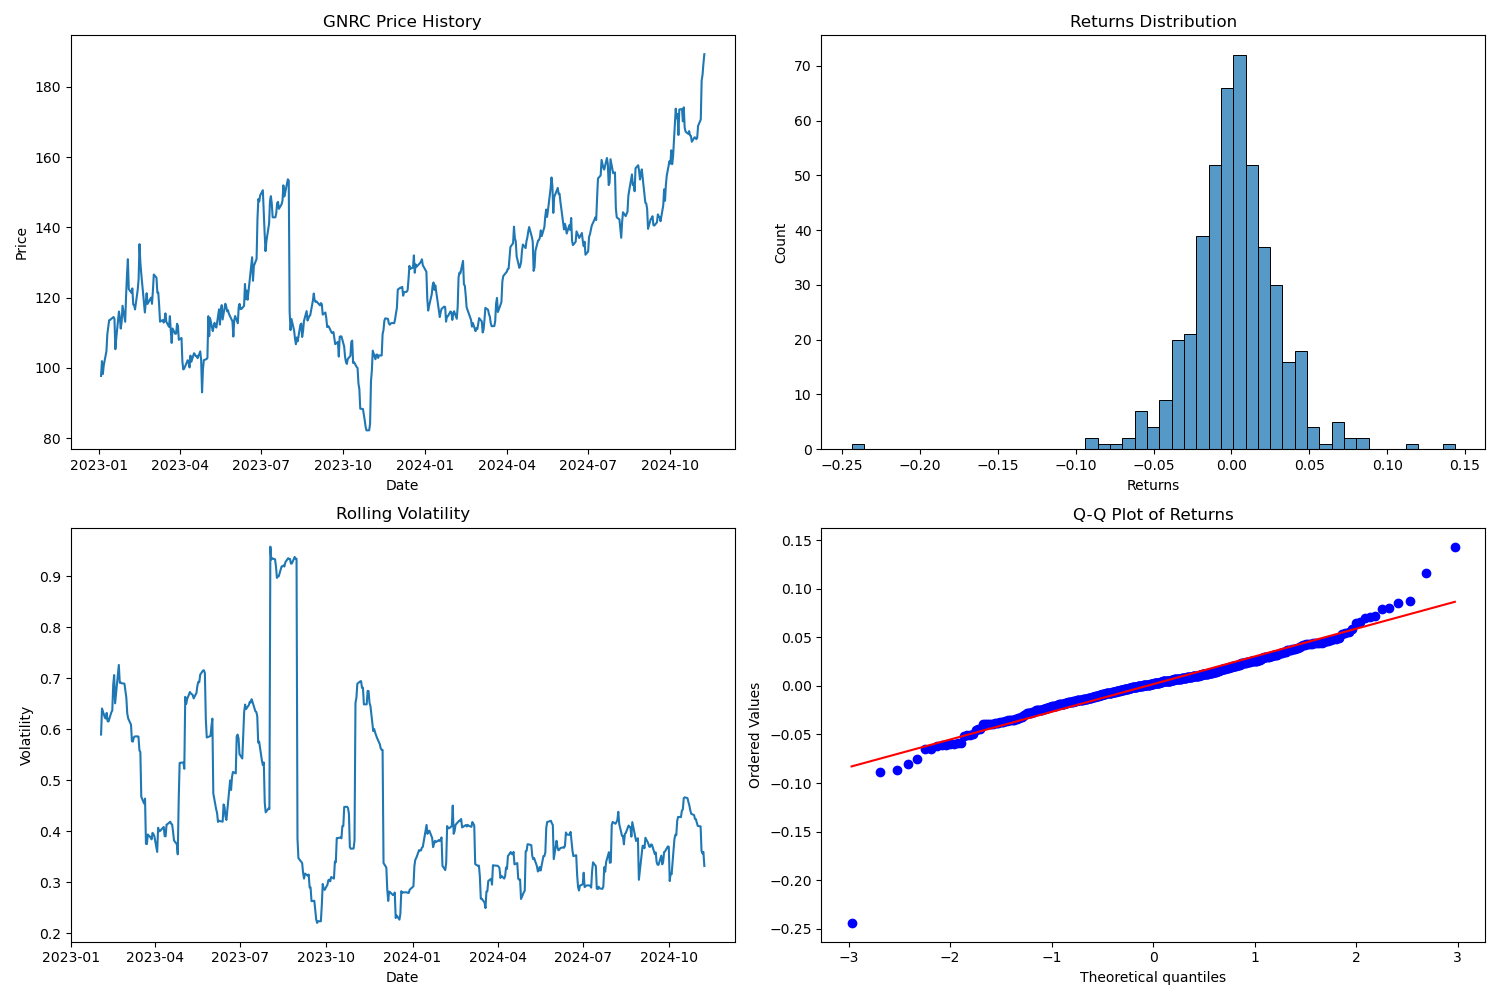 GNRC Price History
Price
180
160
140
120
100
80
2023-01 2023-04 2023-07 2023-10 2024-01 2024-04 2024-07 2024-10
Date
Returns Distribution
Count
70
60
50
40
30
20
10
0
−0.25 −0.20 −0.15 −0.10 −0.05 0.00 0.05 0.10 0.15
Returns
Rolling Volatility
Volatility
0.9
0.8
0.7
0.6
0.5
0.4
0.3
0.2
2023-01 2023-04 2023-07 2023-10 2024-01 2024-04 2024-07 2024-10
Date
Q-Q Plot of Returns
Ordered Values
0.15
0.10
0.05
0.00
−0.05
−0.10
−0.15
−0.20
−0.25
−3 −2 −1 0 1 2 3
Theoretical quantiles